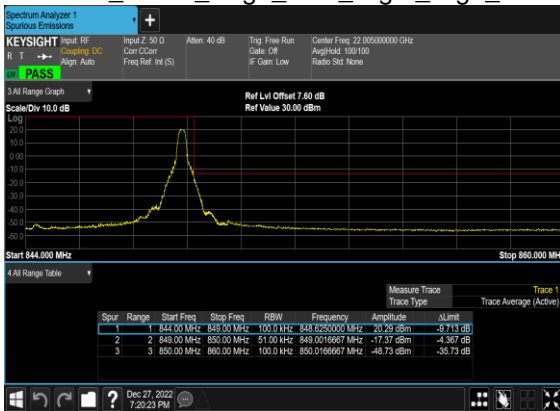 Spectrum Analyzer 1
Spurious Emissions
KEYSIGHT Input: RF Input Z: 50 Ω Atten: 40 dB Trig: Free Run Center Freq: 22.005000000 GHz
R T Coupling: DC Corr CCorr Gate: Off Avg|Hold: 100/100
Align: Auto Freq Ref: Int (S) IF Gain: Low Radio Std: None
PASS
3 All Range Graph
Ref Lvl Offset 7.60 dB
Scale/Div 10.0 dB Ref Value 30.00 dBm
Log
20.0
10.0
0.00
-10.0
-20.0
-30.0
-40.0
-50.0
-60.0
Start 844.000 MHz Stop 860.000 MH
4 All Range Table
Measure Trace Trace 1
Trace Type Trace Average (Active)
Spur Range Start Freq Stop Freq RBW Frequency Amplitude ΔLimit
1 1 844.00 MHz 849.00 MHz 100.0 kHz 848.6250000 MHz 20.29 dBm -9.713 dB
2 2 849.00 MHz 850.00 MHz 51.00 kHz 849.0016667 MHz -17.37 dBm -4.367 dB
3 3 850.00 MHz 860.00 MHz 100.0 kHz 850.0166667 MHz -48.73 dBm -35.73 dB
Dec 27, 2022
7:20:23 PM